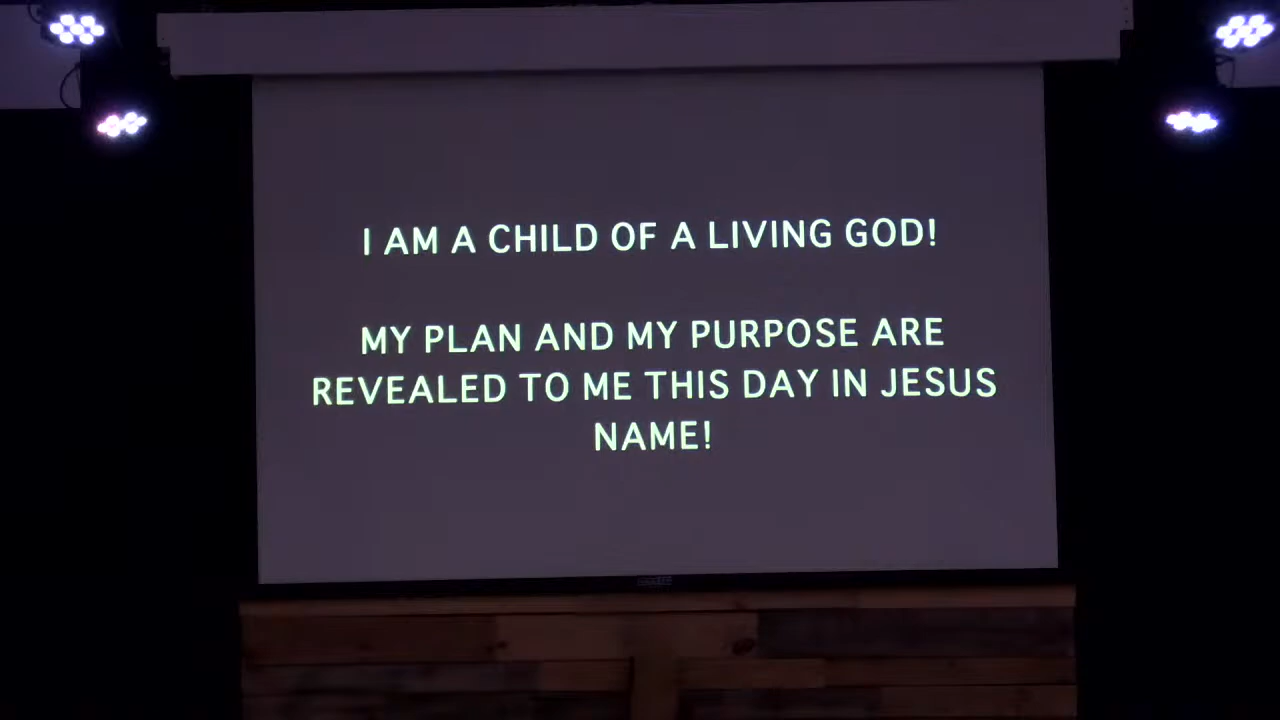 I AM A CHILD OF A LIVING GOD!
MY PLAN AND MY PURPOSE ARE
REVEALED TO ME THIS DAY IN JESUS
NAME!